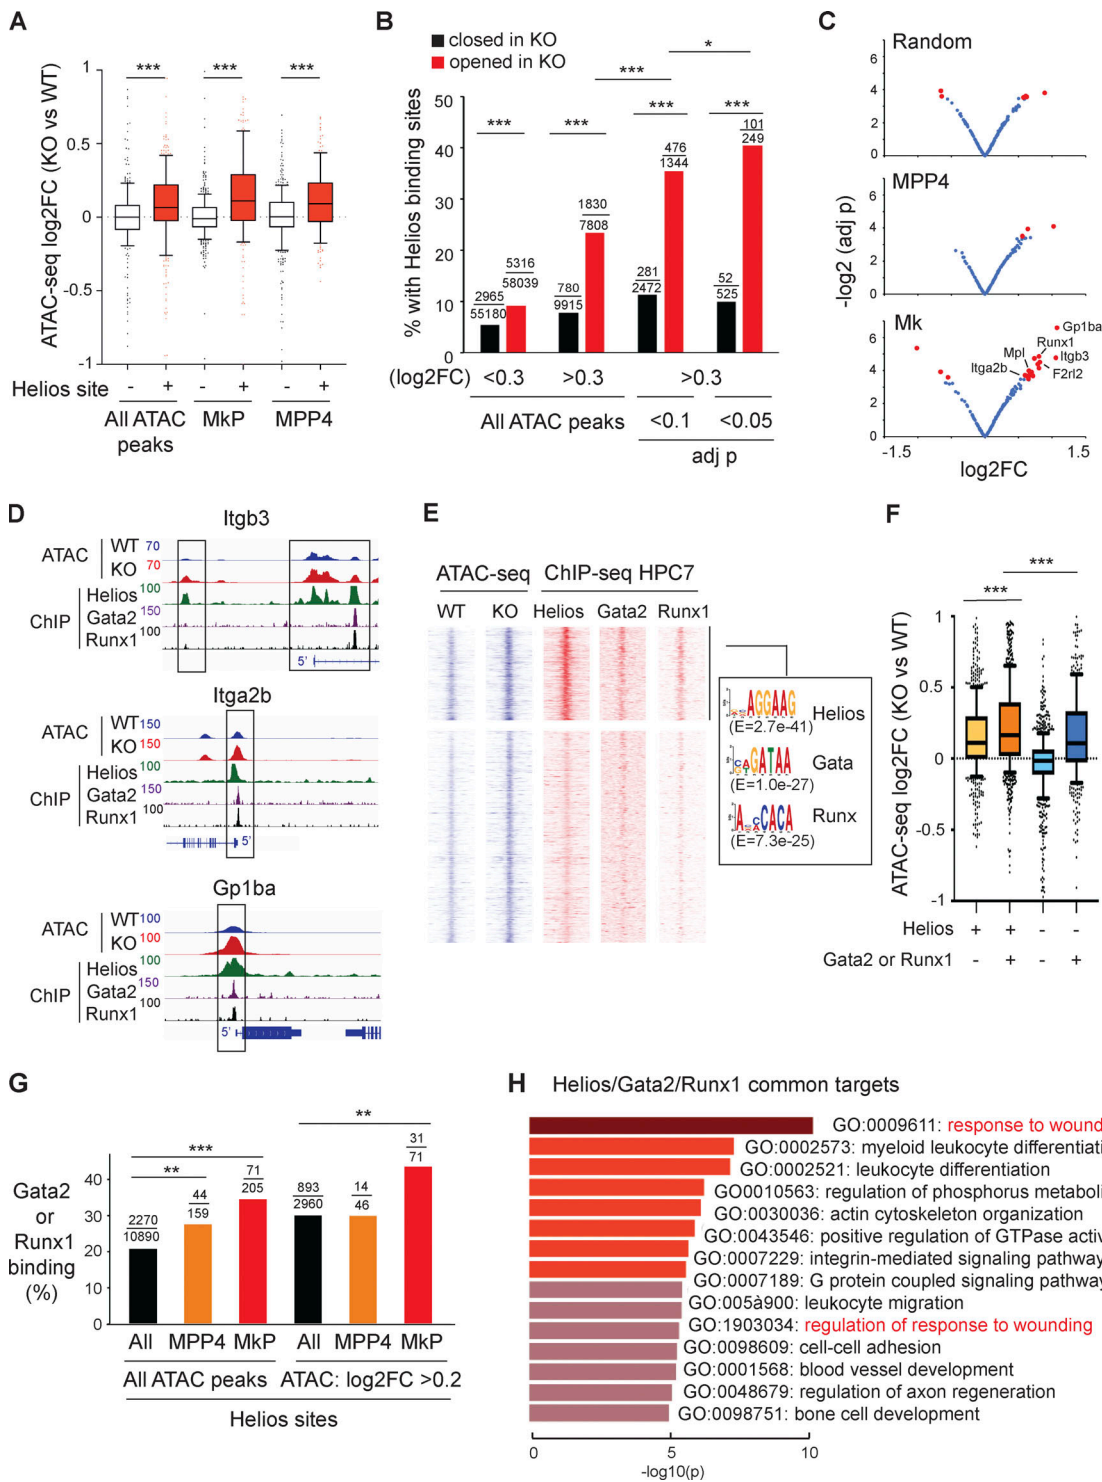 A
ATAC-seq log2FC (KO vs WT)
*** *** ***
1
0.5
0
-0.5
-1
Helios site - + - + - +
All ATAC peaks MkP MPP4
B
closed in KO
opened in KO
% with Helios binding sites
*
***
*** *** *** ***
50
40
30
20
10
0
2965
55180
5316
58039
780
9915
1830
7808
281
2472
476
1344
52
525
101
249
(log2FC) <0.3 >0.3 >0.3
All ATAC peaks <0.1 <0.05
adj p
C
-log2 (adj p)
Random
6
4
2
0
MPP4
6
4
2
0
Mk
6
4
2
0
Gp1ba
Runx1
Mpl
Itgb3
Itga2b
F2rl2
-1.5 1.5
log2FC
D
Itgb3
ATAC
WT 70
KO 70
ChIP
Helios 100
Gata2 150
Runx1 100
5'
Itga2b
ATAC
WT 150
KO 150
ChIP
Helios 100
Gata2 150
Runx1 100
5'
Gp1ba
ATAC
WT 100
KO 100
ChIP
Helios 100
Gata2 150
Runx1 100
5'
E
ATAC-seq ChIP-seq HPC7
WT KO Helios Gata2 Runx1
AGGAAG Helios
(E=2.7e-41)
GATAA Gata
(E=1.0e-27)
CACA Runx
(E=7.3e-25)
F
ATAC-seq log2FC (KO vs WT)
***
***
1
0.5
0
-0.5
-1
Helios + + - -
Gata2 or Runx1 - + - +
G
Gata2
or
Runx1
binding
(%)
**
***
**
40
30
20
10
0
2270
10890
44
159
71
205
893
2960
14
46
31
71
All MPP4 MkP All MPP4 MkP
All ATAC peaks ATAC: log2FC >0.2
Helios sites
H Helios/Gata2/Runx1 common targets
GO:0009611: response to wound
GO:0002573: myeloid leukocyte differentiati
GO:0002521: leukocyte differentiation
GO0010563: regulation of phosphorus metaboli
GO:0030036: actin cytoskeleton organization
GO:0043546: positive regulation of GTPase activ
GO:0007229: integrin-mediated signaling pathway
GO:0007189: G protein coupled signaling pathway
GO:005à900: leukocyte migration
GO:1903034: regulation of response to wounding
GO:0098609: cell-cell adhesion
GO:0001568: blood vessel development
GO:0048679: regulation of axon regeneration
GO:0098751: bone cell development
0 5 10
-log10(p)